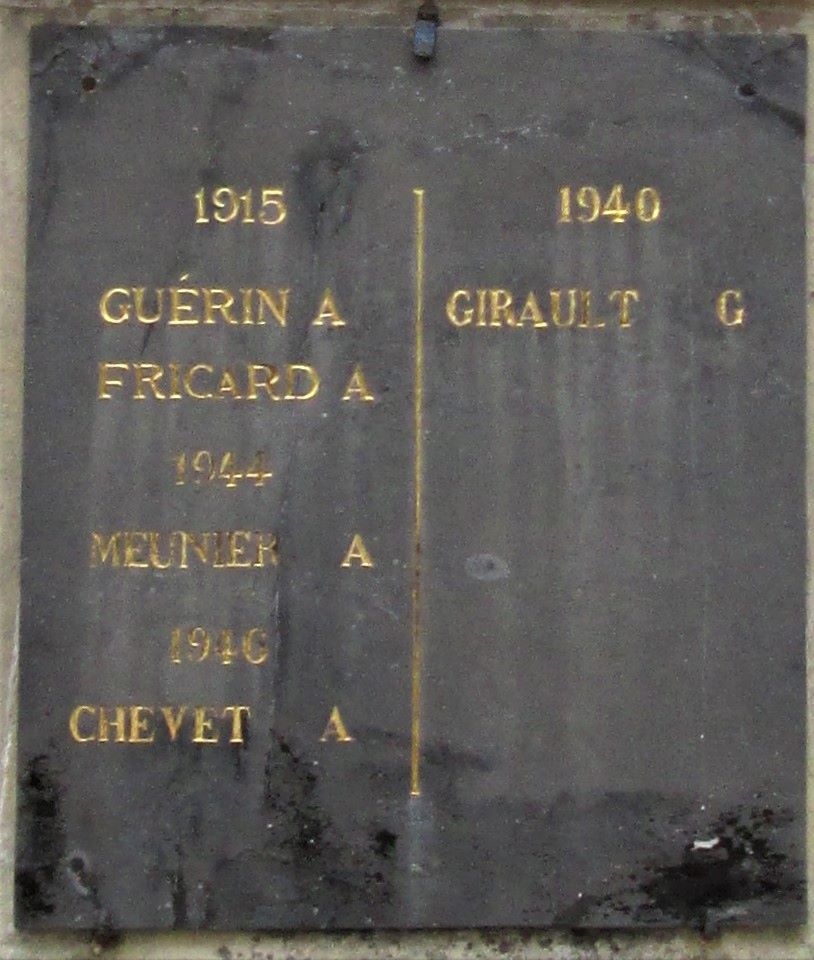 1915
GUÉRIN A
FRICARD A
1944
MEUNIER A
1946
CHEVET A
1940
GIRAULT G